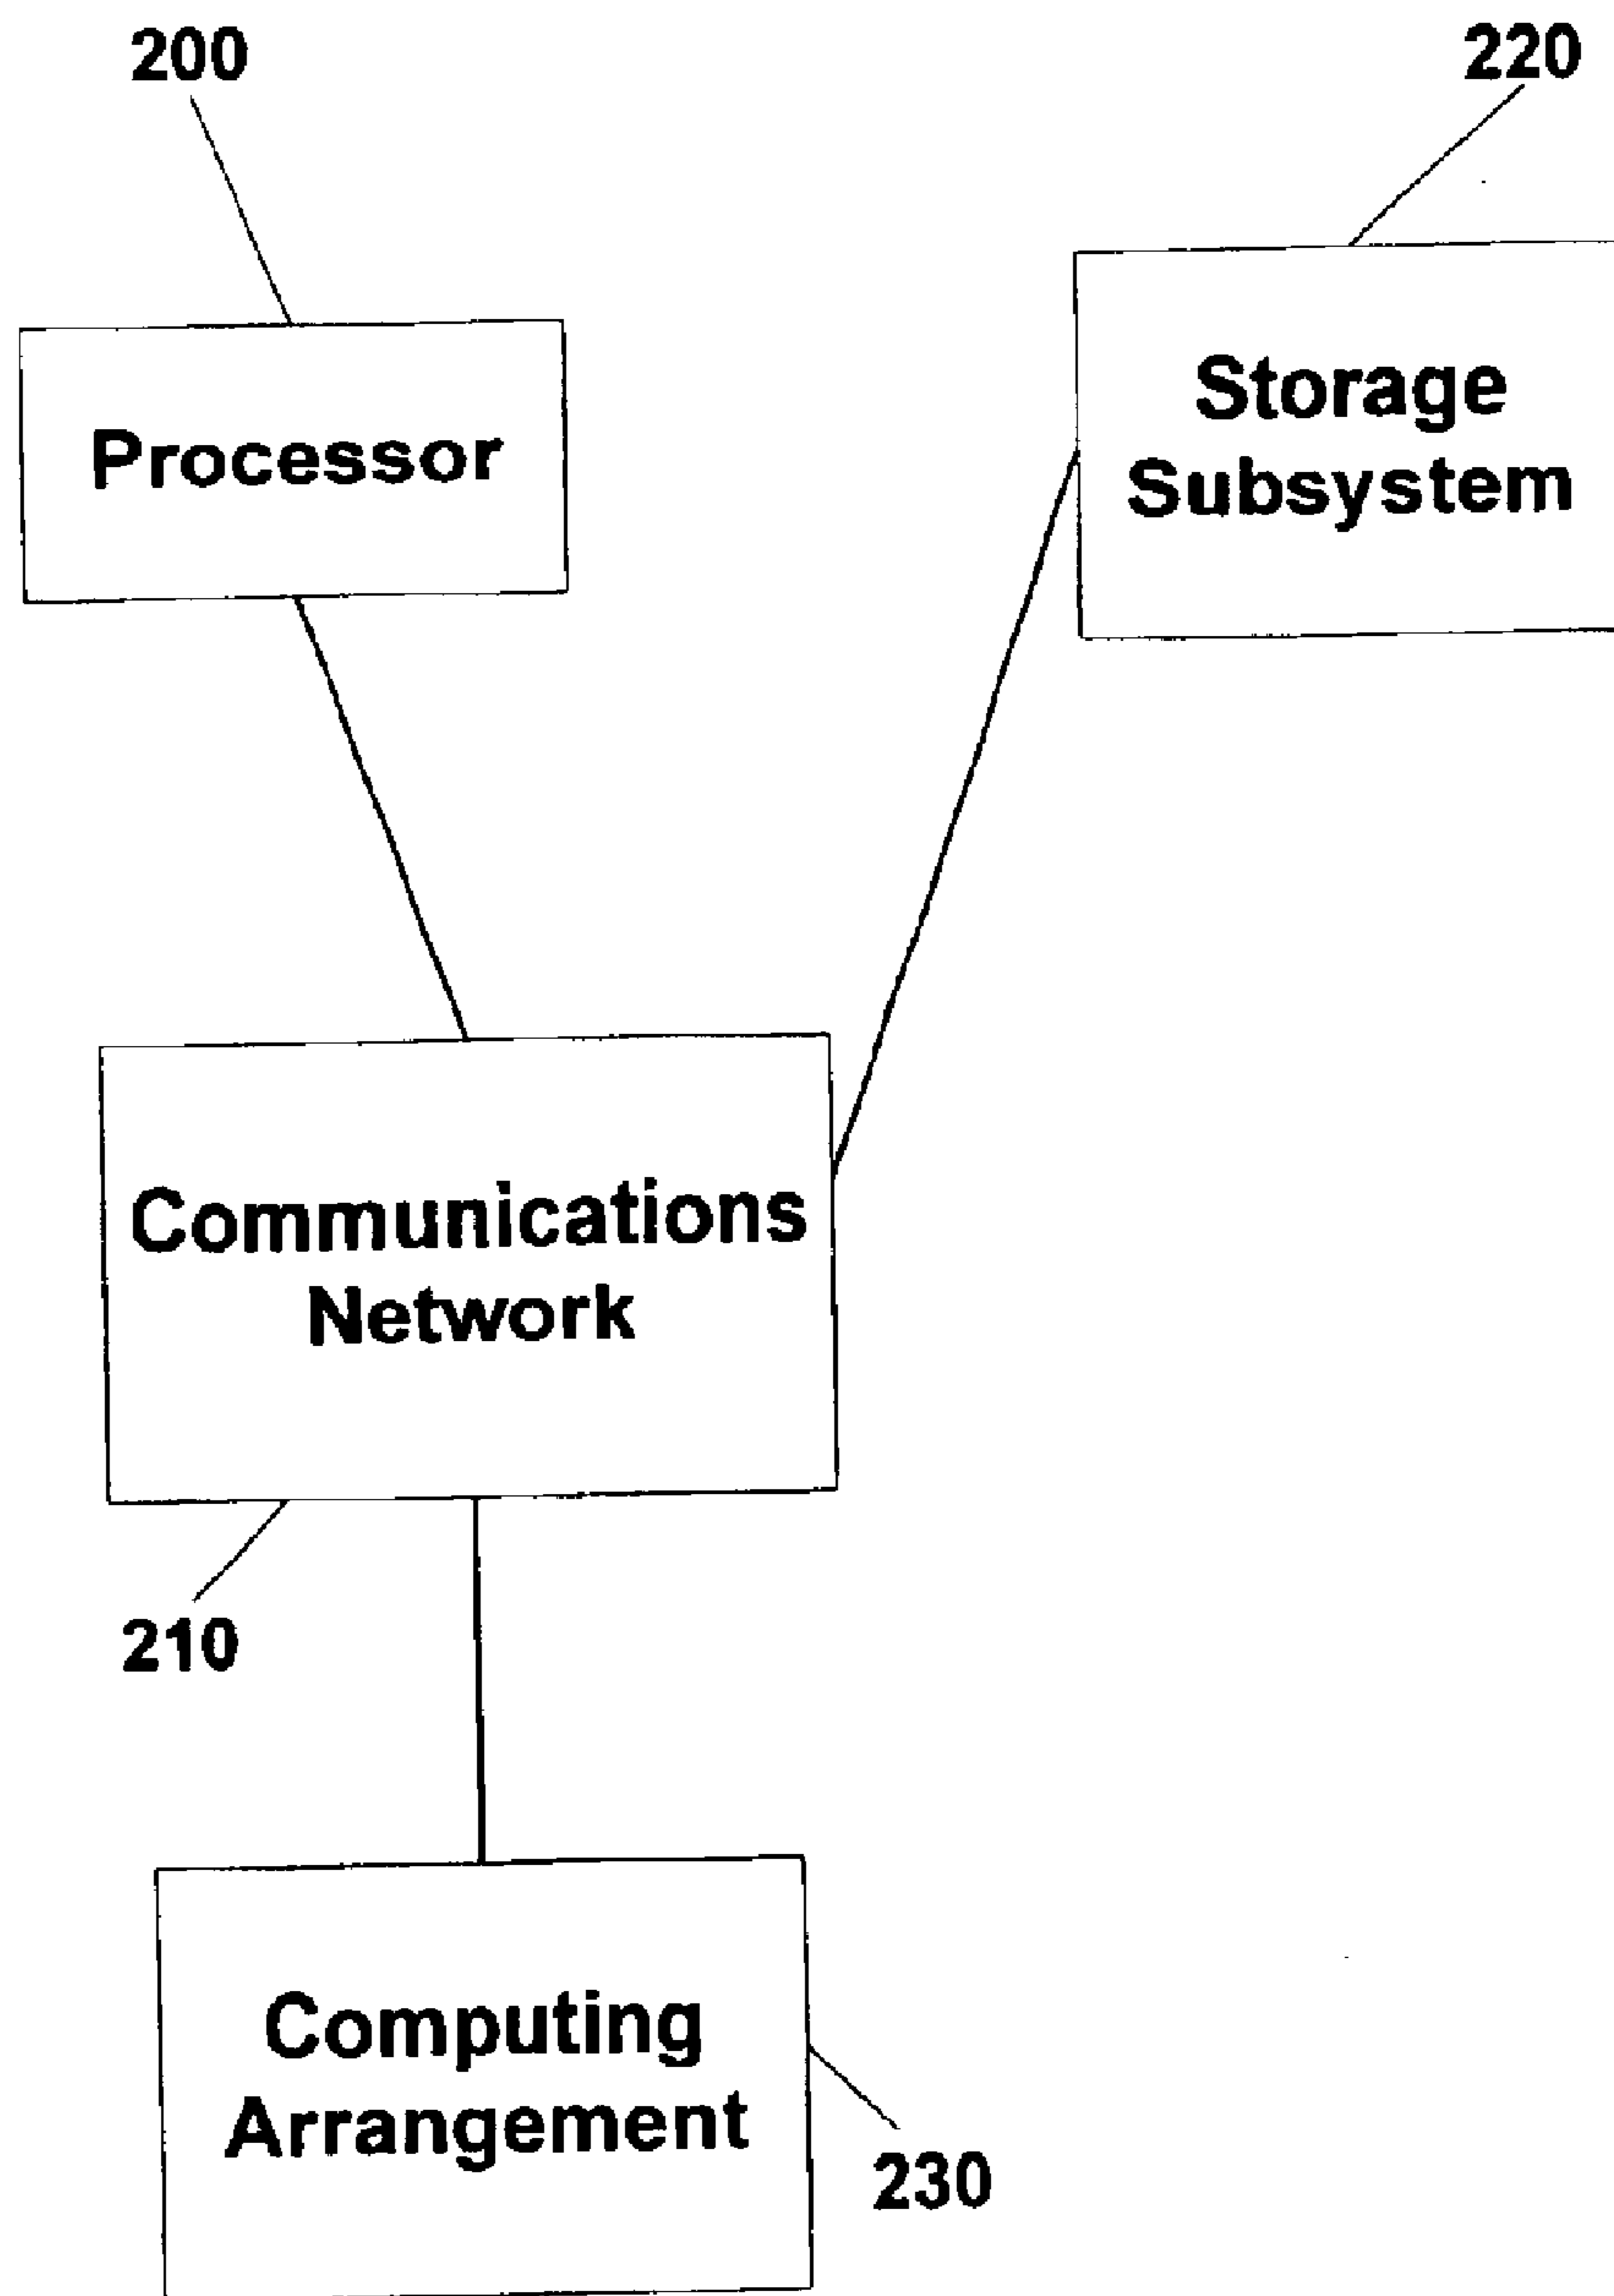 200
220
Processor
Storage
Subsystem
Communications
Network
210
Computing
Arrangement
230